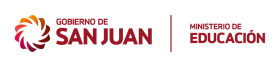 GOBIERNO DE
SAN JUAN
MINISTERIO DE
EDUCACIÓN